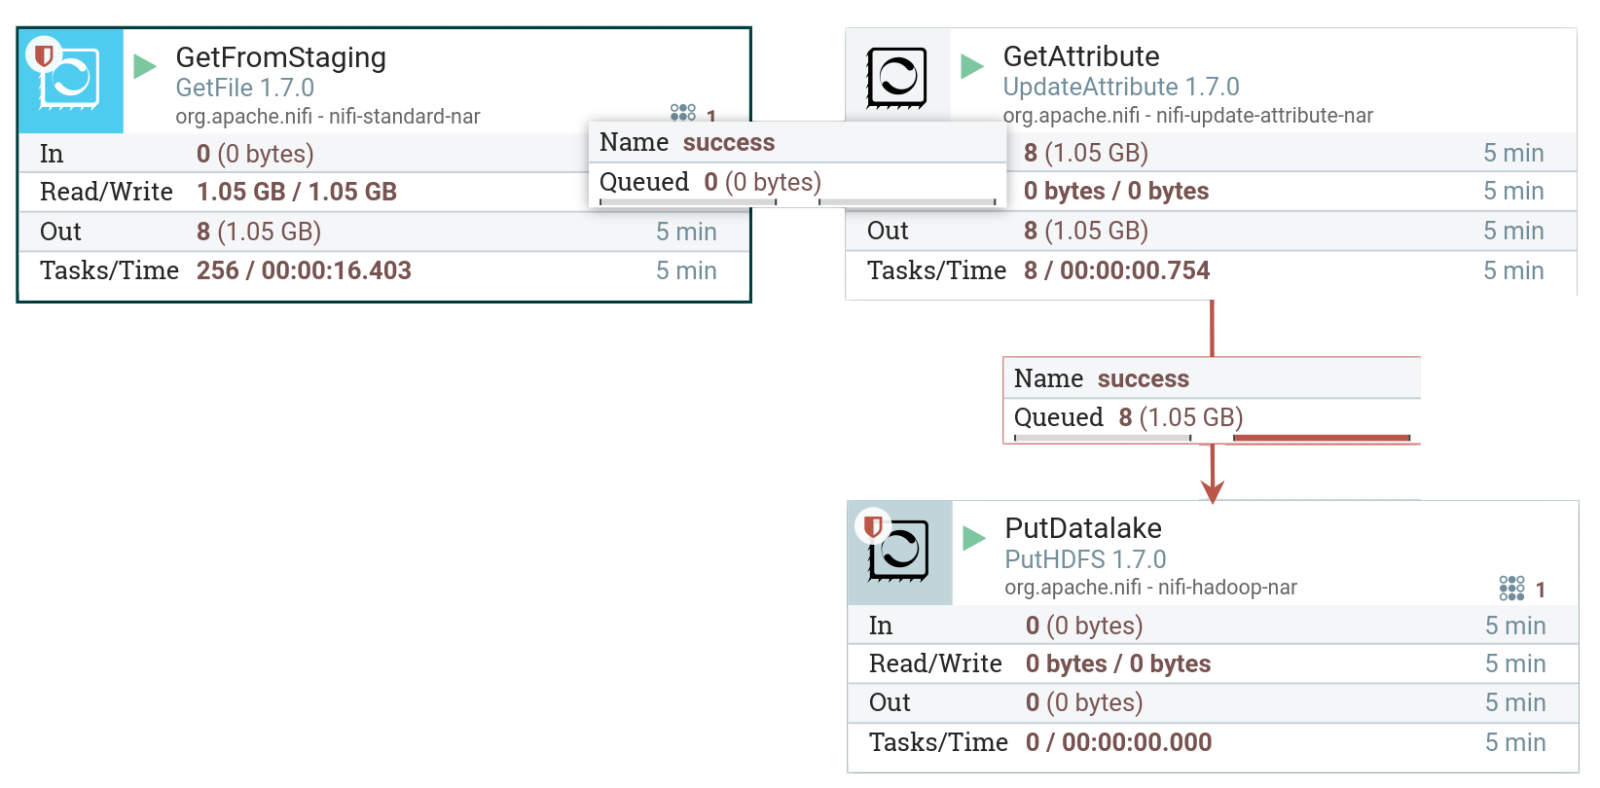 GetFromStaging
GetFile 1.7.0
org.apache.nifi - nifi-standard-nar
1
In 0 (0 bytes)
Read/Write 1.05 GB / 1.05 GB
Out 8 (1.05 GB) 5 min
Tasks/Time 256 / 00:00:16.403 5 min
Name success
Queued 0 (0 bytes)
GetAttribute
UpdateAttribute 1.7.0
org.apache.nifi - nifi-update-attribute-nar
8 (1.05 GB) 5 min
0 bytes / 0 bytes 5 min
Out 8 (1.05 GB) 5 min
Tasks/Time 8 / 00:00:00.754 5 min
Name success
Queued 8 (1.05 GB)
PutDatalake
PutHDFS 1.7.0
org.apache.nifi - nifi-hadoop-nar
1
In 0 (0 bytes) 5 min
Read/Write 0 bytes / 0 bytes 5 min
Out 0 (0 bytes) 5 min
Tasks/Time 0 / 00:00:00.000 5 min